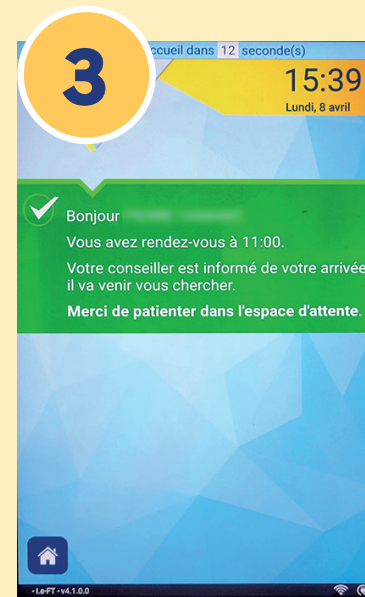 3
ccueil dans 12 seconde(s)
15:39
Lundi, 8 avril
Bonjour
Vous avez rendez-vous à 11:00.
Votre conseiller est informé de votre arrivée
il va venir vous chercher.
Merci de patienter dans l'espace d'attente.
- I.e-FT - v4.1.0.0